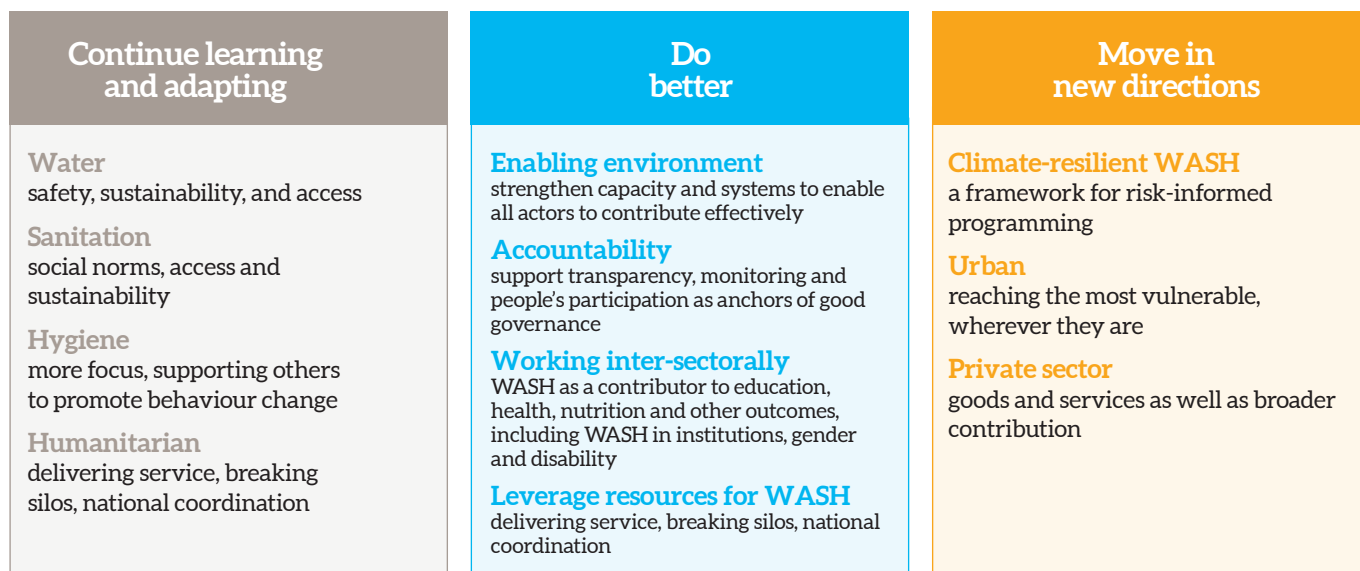 Continue learning
and adapting
Water
safety, sustainability, and access
Sanitation
social norms, access and
sustainability
Hygiene
more focus, supporting others
to promote behaviour change
Humanitarian
delivering service, breaking
silos, national coordination
Do
better
Enabling environment
strengthen capacity and systems to enable
all actors to contribute effectively
Accountability
support transparency, monitoring and
people's participation as anchors of good
governance
Working inter-sectorally
WASH as a contributor to education,
health, nutrition and other outcomes,
including WASH in institutions, gender
and disability
Leverage resources for WASH
delivering service, breaking silos, national
coordination
Move in
new directions
Climate-resilient WASH
a framework for risk-informed
programming
Urban
reaching the most vulnerable,
wherever they are
Private sector
goods and services as well as broader
contribution